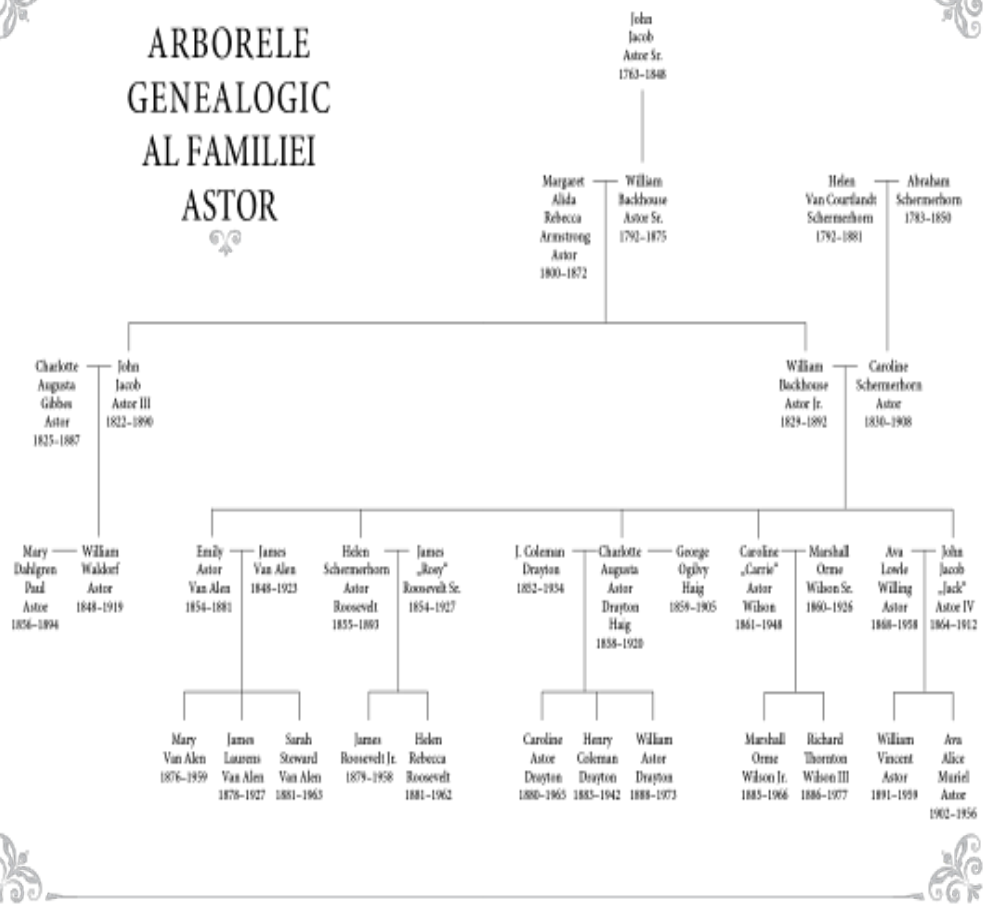 ARBORELE
GENEALOGIC
AL FAMILIEI
ASTOR
John
Jacob
Astor Sr.
1763–1848
Margaret
Alida
Rebecca
Armstrong
Astor
1800–1872
William
Backhouse
Astor Sr.
1792–1875
Helen
Van Courtlandt
Schermerhorn
1792–1881
Abraham
Schermerhorn
1783–1850
Charlotte
Augusta
Gibbes
Astor
1825–1887
John
Jacob
Astor III
1822–1890
William
Backhouse
Astor Jr.
1829–1892
Caroline
Schermerhorn
Astor
1830–1908
Mary
Dahlgren
Paul
Astor
1856–1894
William
Waldorf
Astor
1848–1919
Emily
Astor
Van Alen
1854–1881
James
Van Alen
1848–1923
Helen
Schermerhorn
Astor
Roosevelt
1855–1893
James
„Rosy”
Roosevelt Sr.
1854–1927
J. Coleman
Drayton
1852–1934
Charlotte
Augusta
Astor
Drayton
Haig
1858–1920
George
Ogilvy
Haig
1859–1905
Caroline
„Carrie”
Astor
Wilson
1861–1948
Marshall
Orme
Wilson Sr.
1860–1926
Ava
Lowle
Willing
Astor
1868–1958
John
Jacob
„Jack”
Astor IV
1864–1912
Mary
Van Alen
1876–1959
James
Laurens
Van Alen
1878–1927
Sarah
Steward
Van Alen
1881–1963
James
Roosevelt Jr.
1879–1958
Helen
Rebecca
Roosevelt
1881–1962
Caroline
Astor
Drayton
1880–1965
Henry
Coleman
Drayton
1883–1942
William
Astor
Drayton
1888–1973
Marshall
Orme
Wilson Jr.
1885–1966
Richard
Thornton
Wilson III
1886–1977
William
Vincent
Astor
1891–1959
Ava
Alice
Muriel
Astor
1902–1956